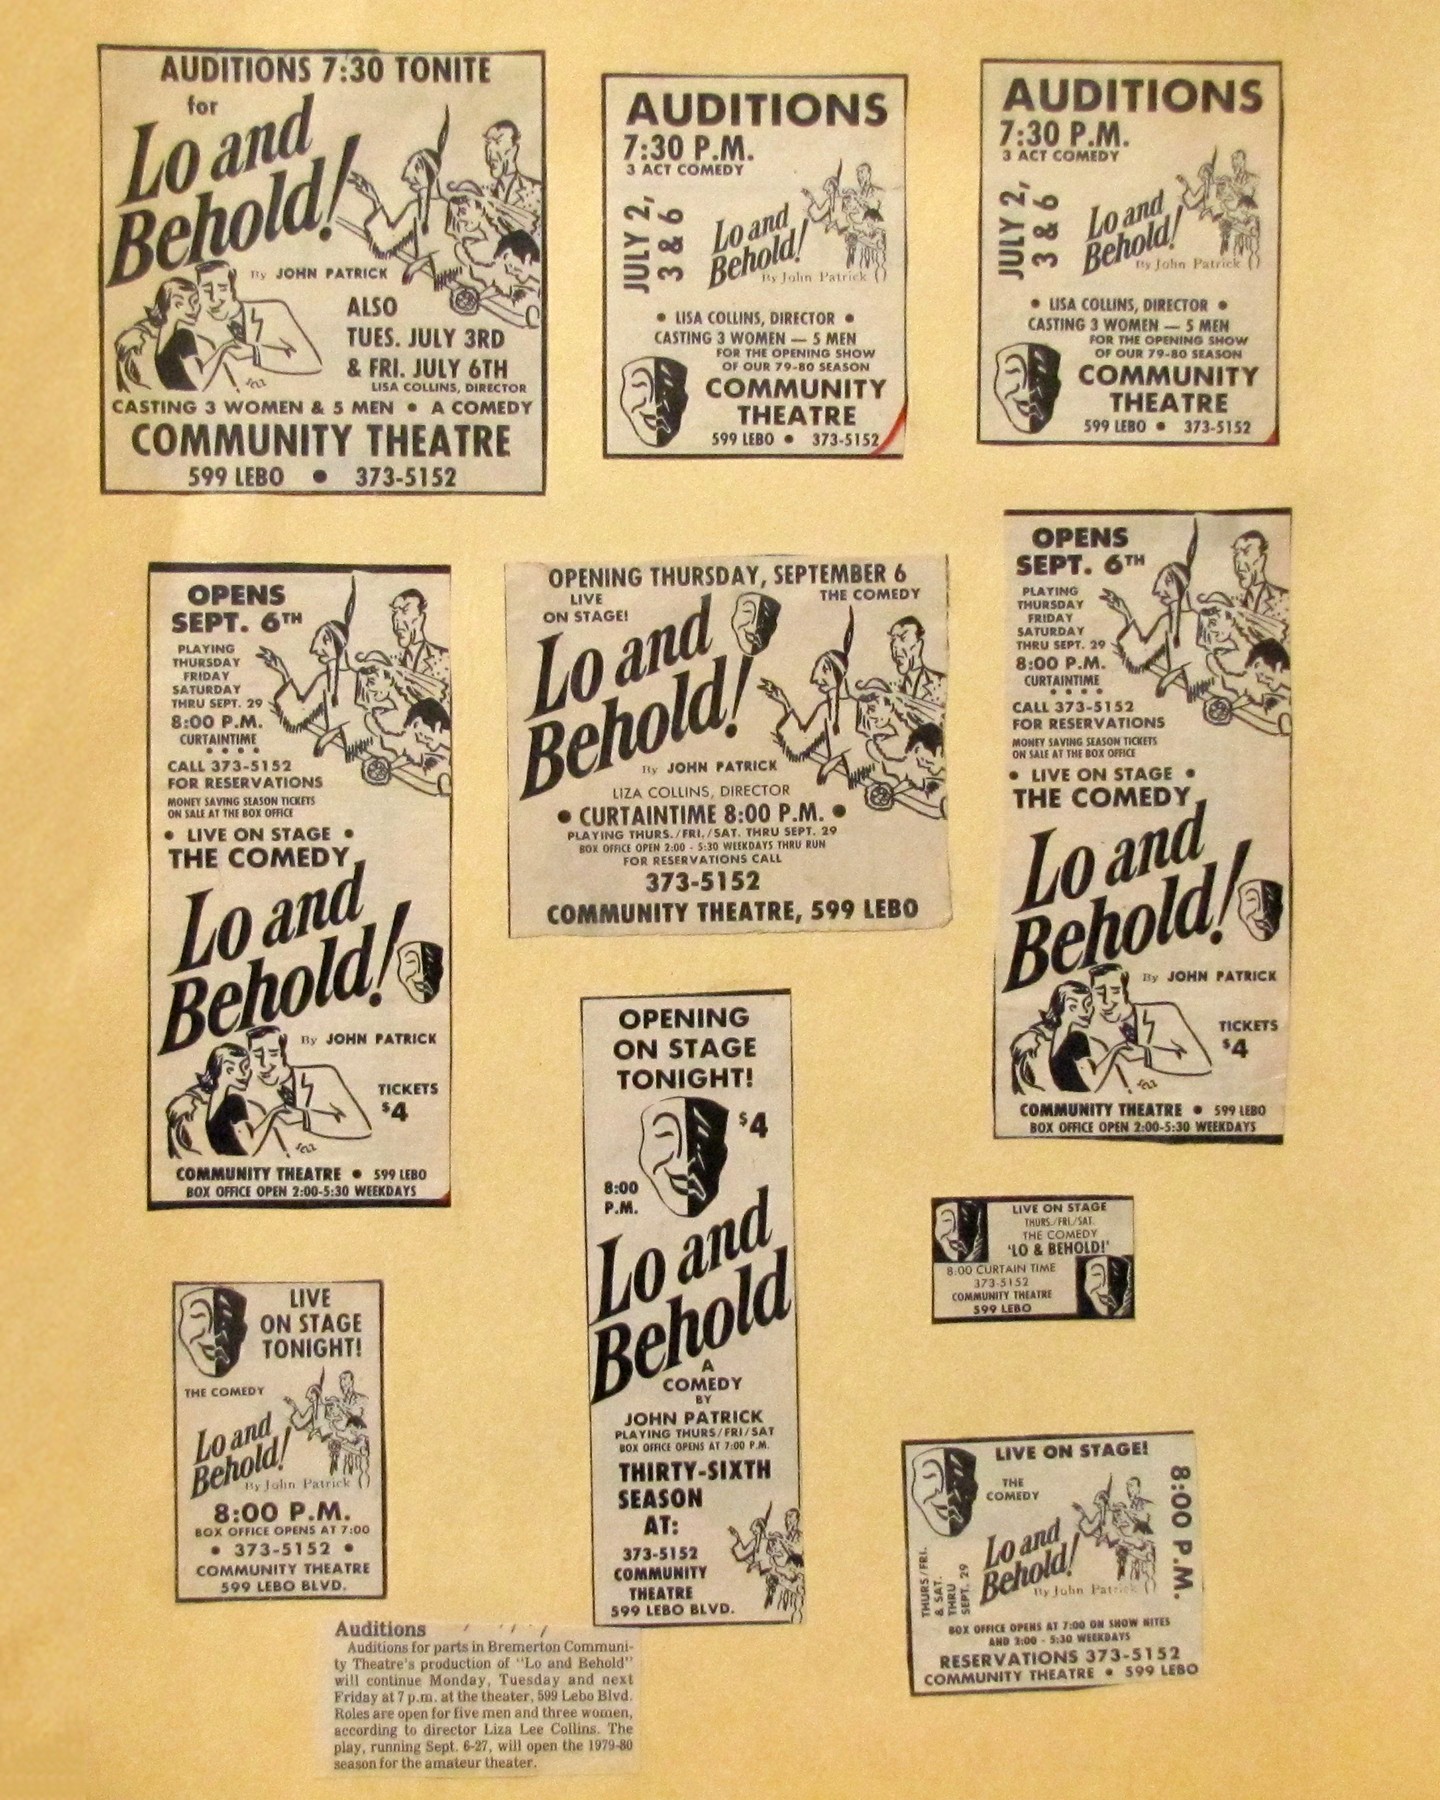 AUDITIONS 7:30 TONITE
for
Lo and
Behold!
By JOHN PATRICK
ALSO
TUES. JULY 3RD
& FRI. JULY 6TH
LISA COLLINS, DIRECTOR
CASTING 3 WOMEN & 5 MEN • A COMEDY
COMMUNITY THEATRE
599 LEBO • 373-5152
AUDITIONS
7:30 P.M.
3 ACT COMEDY
JULY 2,
3 & 6
Lo and
Behold!
By John Patrick
• LISA COLLINS, DIRECTOR •
CASTING 3 WOMEN — 5 MEN
FOR THE OPENING SHOW
OF OUR 79-80 SEASON
COMMUNITY
THEATRE
599 LEBO • 373-5152
AUDITIONS
7:30 P.M.
3 ACT COMEDY
JULY 2,
3 & 6
Lo and
Behold!
By John Patrick
• LISA COLLINS, DIRECTOR •
CASTING 3 WOMEN — 5 MEN
FOR THE OPENING SHOW
OF OUR 79-80 SEASON
COMMUNITY
THEATRE
599 LEBO • 373-5152
OPENS
SEPT. 6TH
PLAYING
THURSDAY
FRIDAY
SATURDAY
THRU SEPT. 29
8:00 P.M.
CURTAINTIME
• • • •
CALL 373-5152
FOR RESERVATIONS
MONEY SAVING SEASON TICKETS
ON SALE AT THE BOX OFFICE
• LIVE ON STAGE •
THE COMEDY
Lo and
Behold!
By JOHN PATRICK
TICKETS
$4
COMMUNITY THEATRE • 599 LEBO
BOX OFFICE OPEN 2:00-5:30 WEEKDAYS
OPENING THURSDAY, SEPTEMBER 6
LIVE
ON STAGE!
THE COMEDY
Lo and
Behold!
By JOHN PATRICK
LIZA COLLINS, DIRECTOR
• CURTAINTIME 8:00 P.M. •
PLAYING THURS./FRI./SAT. THRU SEPT. 29
BOX OFFICE OPEN 2:00 - 5:30 WEEKDAYS THRU RUN
FOR RESERVATIONS CALL
373-5152
COMMUNITY THEATRE, 599 LEBO
OPENS
SEPT. 6TH
PLAYING
THURSDAY
FRIDAY
SATURDAY
THRU SEPT. 29
8:00 P.M.
CURTAINTIME
• • • •
CALL 373-5152
FOR RESERVATIONS
MONEY SAVING SEASON TICKETS
ON SALE AT THE BOX OFFICE
• LIVE ON STAGE •
THE COMEDY
Lo and
Behold!
By JOHN PATRICK
TICKETS
$4
COMMUNITY THEATRE • 599 LEBO
BOX OFFICE OPEN 2:00-5:30 WEEKDAYS
OPENING
ON STAGE
TONIGHT!
$4
8:00
P.M.
Lo and
Behold
A
COMEDY
BY
JOHN PATRICK
PLAYING THURS/FRI/SAT
BOX OFFICE OPENS AT 7:00 P.M.
THIRTY-SIXTH
SEASON
AT:
373-5152
COMMUNITY
THEATRE
599 LEBO BLVD.
LIVE ON STAGE
THURS./FRI./SAT.
THE COMEDY
'LO & BEHOLD!'
8:00 CURTAIN TIME
373-5152
COMMUNITY THEATRE
599 LEBO
LIVE
ON STAGE
TONIGHT!
THE COMEDY
Lo and
Behold!
By John Patrick
8:00 P.M.
BOX OFFICE OPENS AT 7:00
• 373-5152 •
COMMUNITY THEATRE
599 LEBO BLVD.
LIVE ON STAGE!
THE
COMEDY
8:00 P.M.
Lo and
Behold!
By John Patrick
THURS/FRI.
& SAT.
THRU
SEPT. 29
BOX OFFICE OPENS AT 7:00 ON SHOW NITES
AND 2:00 - 5:30 WEEKDAYS
RESERVATIONS 373-5152
COMMUNITY THEATRE • 599 LEBO
Auditions
Auditions for parts in Bremerton Communi-
ty Theatre's production of "Lo and Behold"
will continue Monday, Tuesday and next
Friday at 7 p.m. at the theater, 599 Lebo Blvd.
Roles are open for five men and three women,
according to director Liza Lee Collins. The
play, running Sept. 6-27, will open the 1979-80
season for the amateur theater.